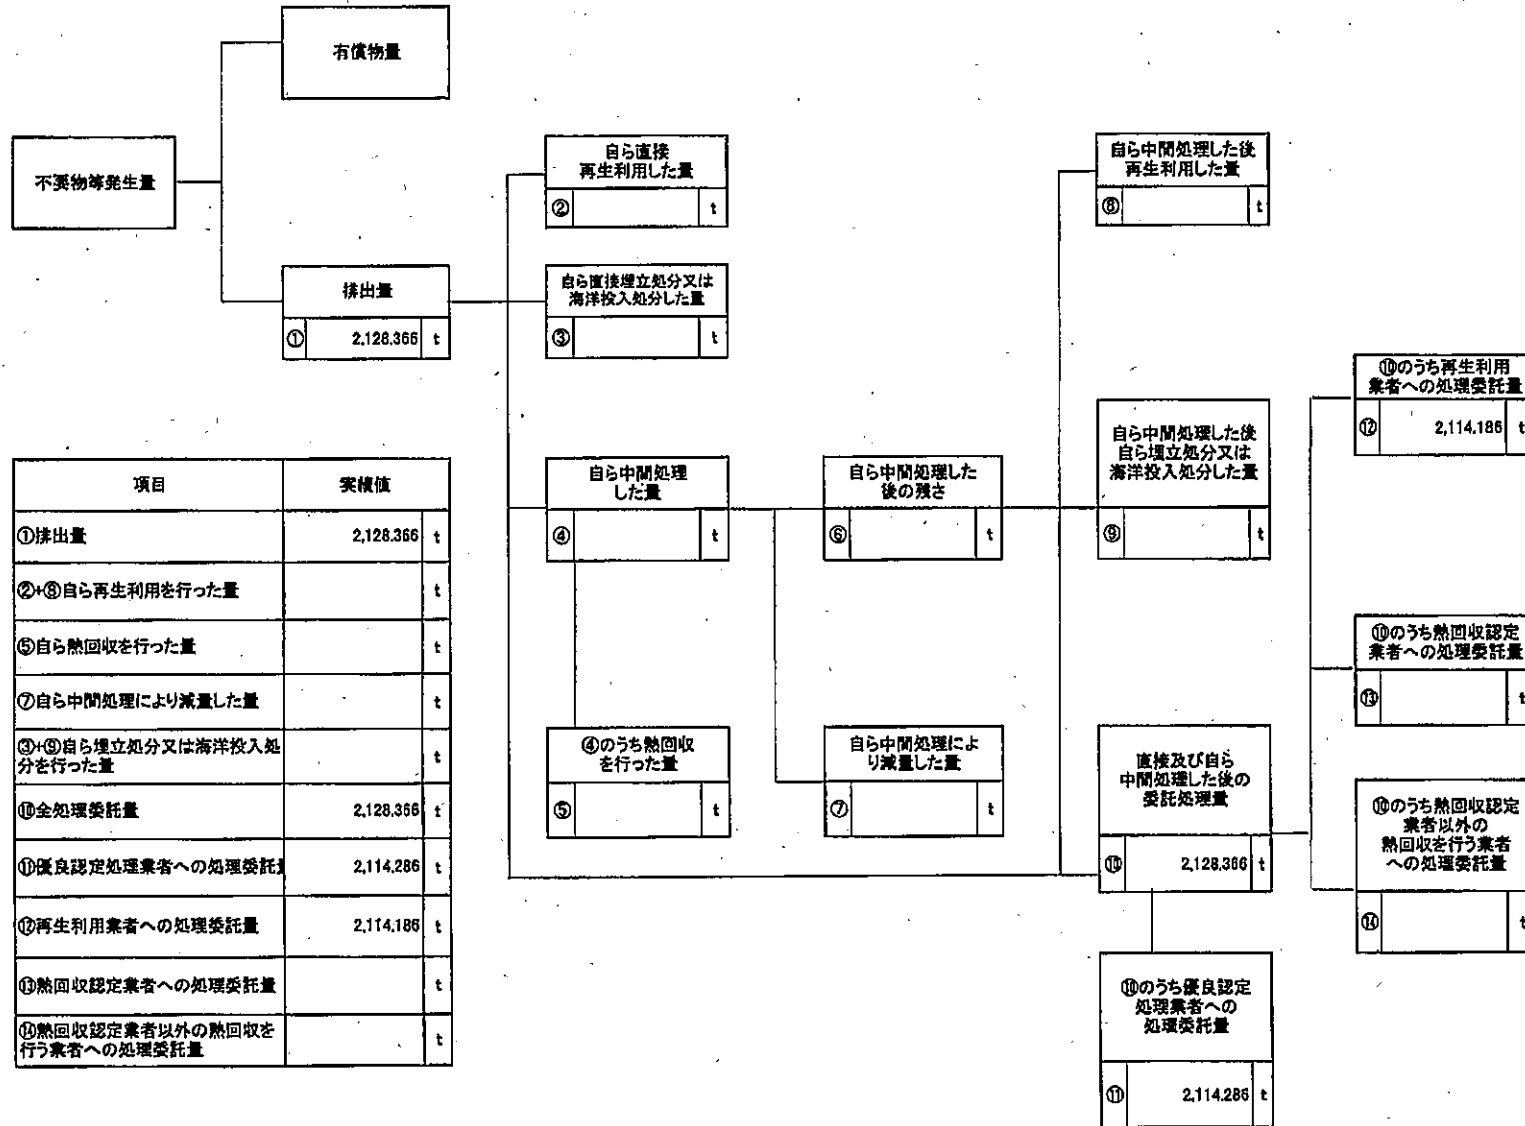 有償物量
不要物等発生量
排出量
① 2,128.366 t
自ら直接
再生利用した量
② t
自ら直接埋立処分又は
海洋投入処分した量
③ t
自ら中間処理
した量
④ t
④のうち熱回収
を行った量
⑤ t
自ら中間処理した
後の残さ
⑥ t
自ら中間処理によ
り減量した量
⑦ t
自ら中間処理した後
再生利用した量
⑧ t
自ら中間処理した後
自ら埋立処分又は
海洋投入処分した量
⑨ t
直接及び自ら
中間処理した後の
委託処理量
⑩ 2,128.366 t
⑩のうち優良認定
処理業者への
処理委託量
⑪ 2,114.286 t
⑩のうち再生利用
業者への処理委託量
⑫ 2,114.186 t
⑩のうち熱回収認定
業者への処理委託量
⑬ t
⑩のうち熱回収認定
業者以外の
熱回収を行う業者
への処理委託量
⑭ t
項目 実績値
①排出量 2,128.366 t
②+⑧自ら再生利用を行った量 t
⑤自ら熱回収を行った量 t
⑦自ら中間処理により減量した量 t
③+⑨自ら埋立処分又は海洋投入処
分を行った量 t
⑩全処理委託量 2,128.366 t
⑪優良認定処理業者への処理委託量 2,114.286 t
⑫再生利用業者への処理委託量 2,114.186 t
⑬熱回収認定業者への処理委託量 t
⑭熱回収認定業者以外の熱回収を
行う業者への処理委託量 t